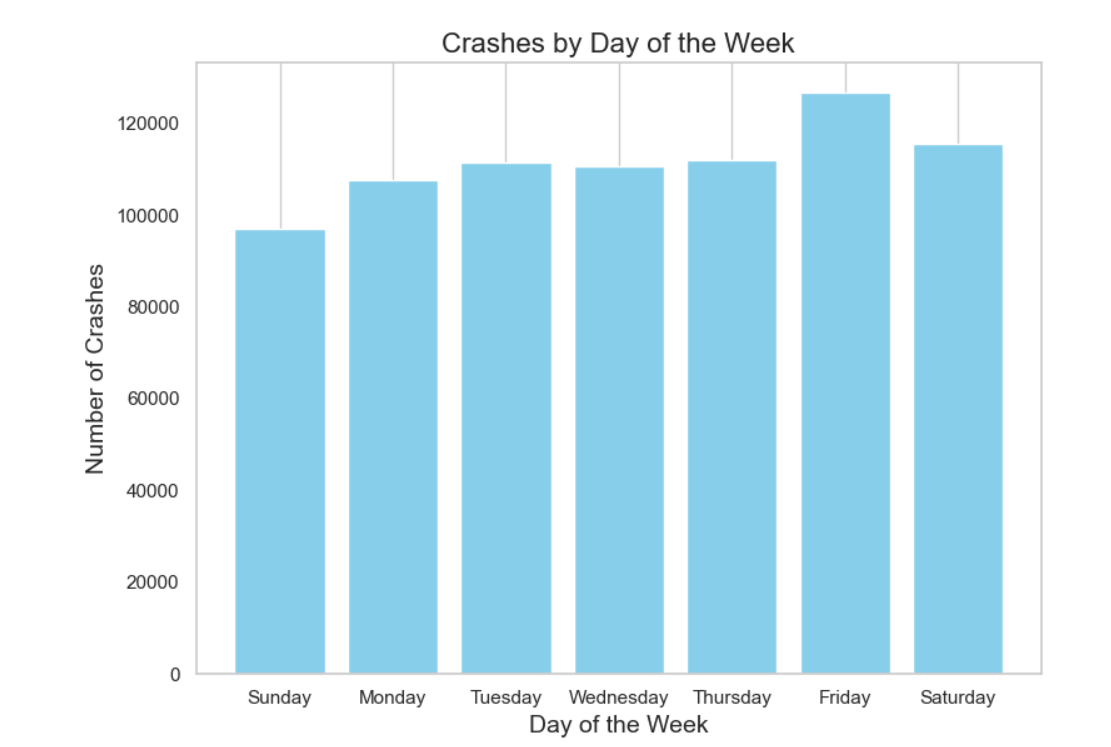 Crashes by Day of the Week
120000
100000
80000
60000
40000
20000
0
Number of Crashes
Sunday Monday Tuesday Wednesday Thursday Friday Saturday
Day of the Week